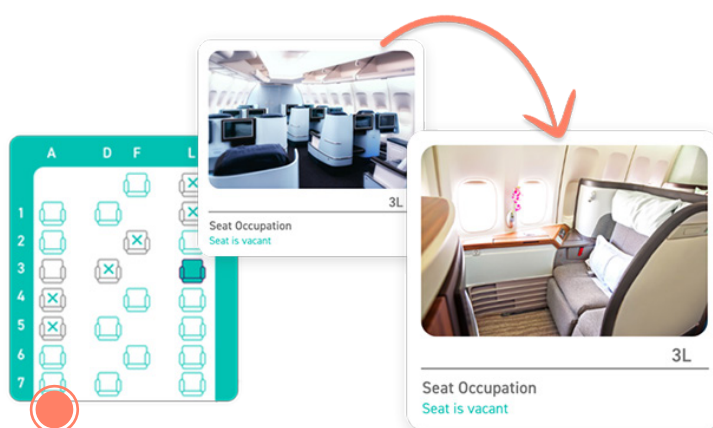 A D F L
1
2
3
4
5
6
7
3L
Seat Occupation
Seat is vacant
3L
Seat Occupation
Seat is vacant